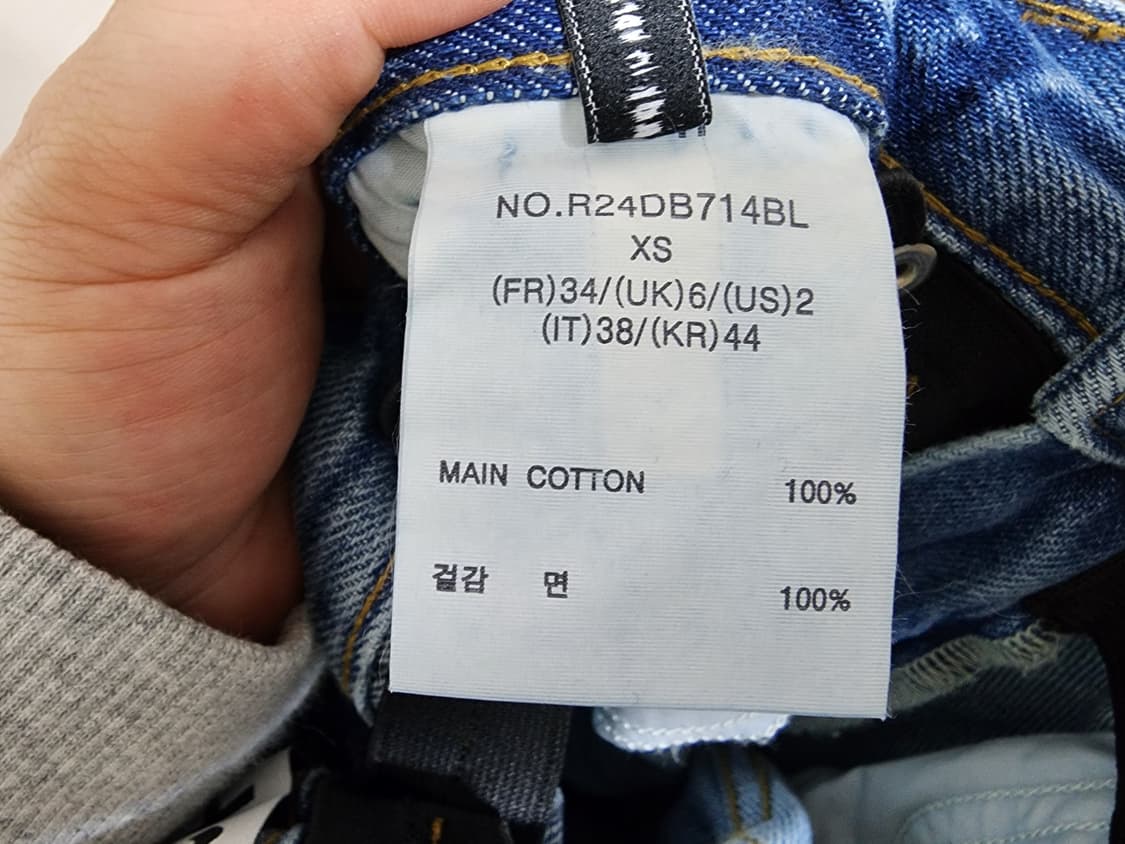 NO.R24DB714BL
XS
(FR)34/(UK)6/(US)2
(IT)38/(KR)44
MAIN COTTON 100%
걸감 면 100%